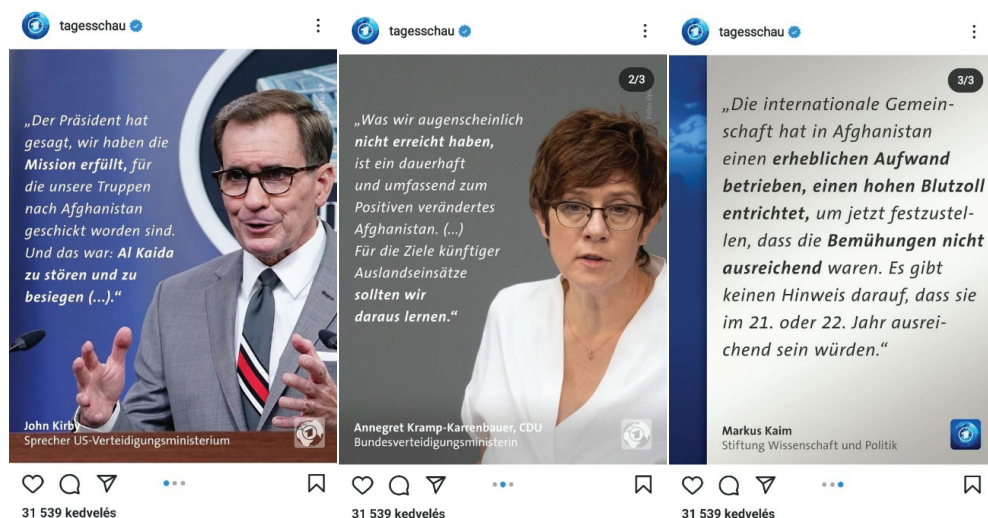 tagesschau
„Der Präsident hat
gesagt, wir haben die
Mission erfüllt, für
die unsere Truppen
nach Afghanistan
geschickt worden sind.
Und das war: Al Kaida
zu stören und zu
besiegen (...).“
John Kirby
Sprecher US-Verteidigungsministerium
31 539 kedvelés
tagesschau
2/3
„Was wir augenscheinlich
nicht erreicht haben,
ist ein dauerhaft
und umfassend zum
Positiven verändertes
Afghanistan. (...)
Für die Ziele künftiger
Auslandseinsätze
sollten wir
daraus lernen.“
Annegret Kramp-Karrenbauer, CDU
Bundesverteidigungsministerin
31 539 kedvelés
tagesschau
3/3
„Die internationale Gemein-
schaft hat in Afghanistan
einen erheblichen Aufwand
betrieben, einen hohen Blutzoll
entrichtet, um jetzt festzustel-
len, dass die Bemühungen nicht
ausreichend waren. Es gibt
keinen Hinweis darauf, dass sie
im 21. oder 22. Jahr ausrei-
chend sein würden.“
Markus Kaim
Stiftung Wissenschaft und Politik
31 539 kedvelés